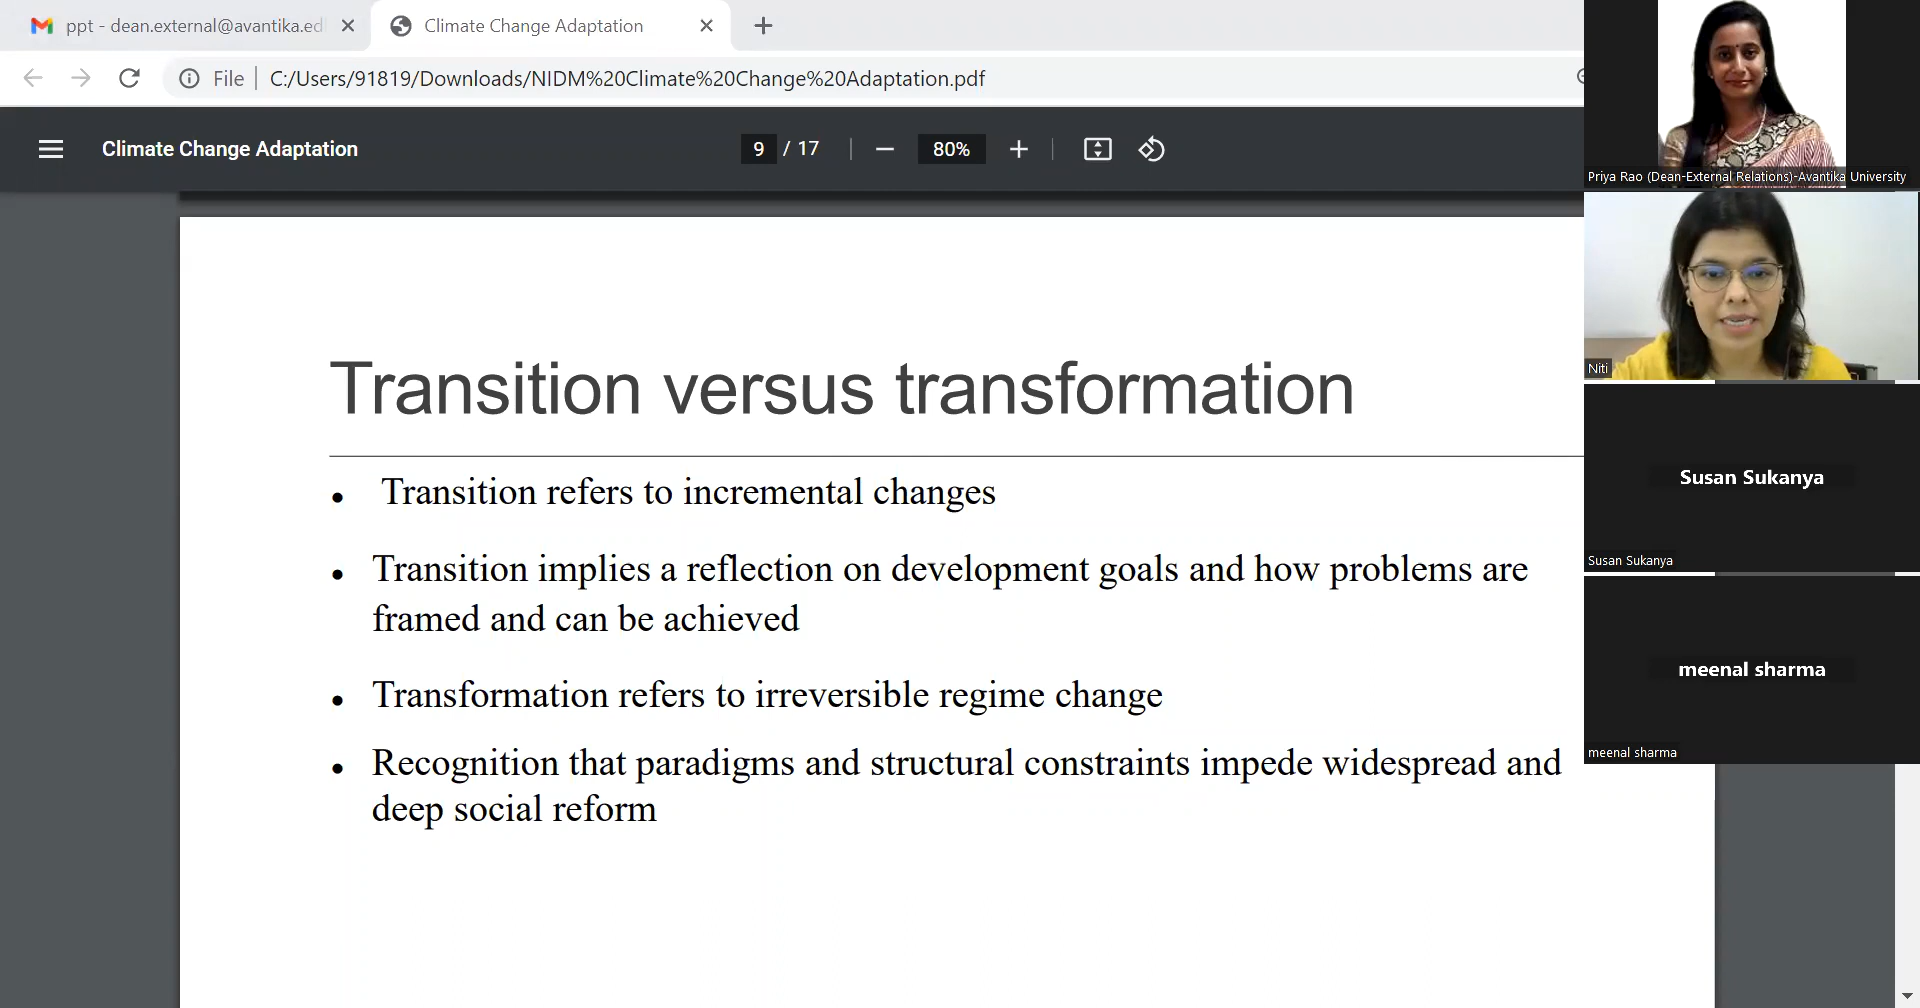 ppt - dean.external@avantika.ed
Climate Change Adaptation
File
C:/Users/91819/Downloads/NIDM%20Climate%20Change%20Adaptation.pdf
Climate Change Adaptation
9 / 17
80%
Transition versus transformation
• Transition refers to incremental changes
• Transition implies a reflection on development goals and how problems are
framed and can be achieved
• Transformation refers to irreversible regime change
• Recognition that paradigms and structural constraints impede widespread and
deep social reform
Priya Rao (Dean-External Relations)-Avantika University
Niti
Susan Sukanya
Susan Sukanya
meenal sharma
meenal sharma